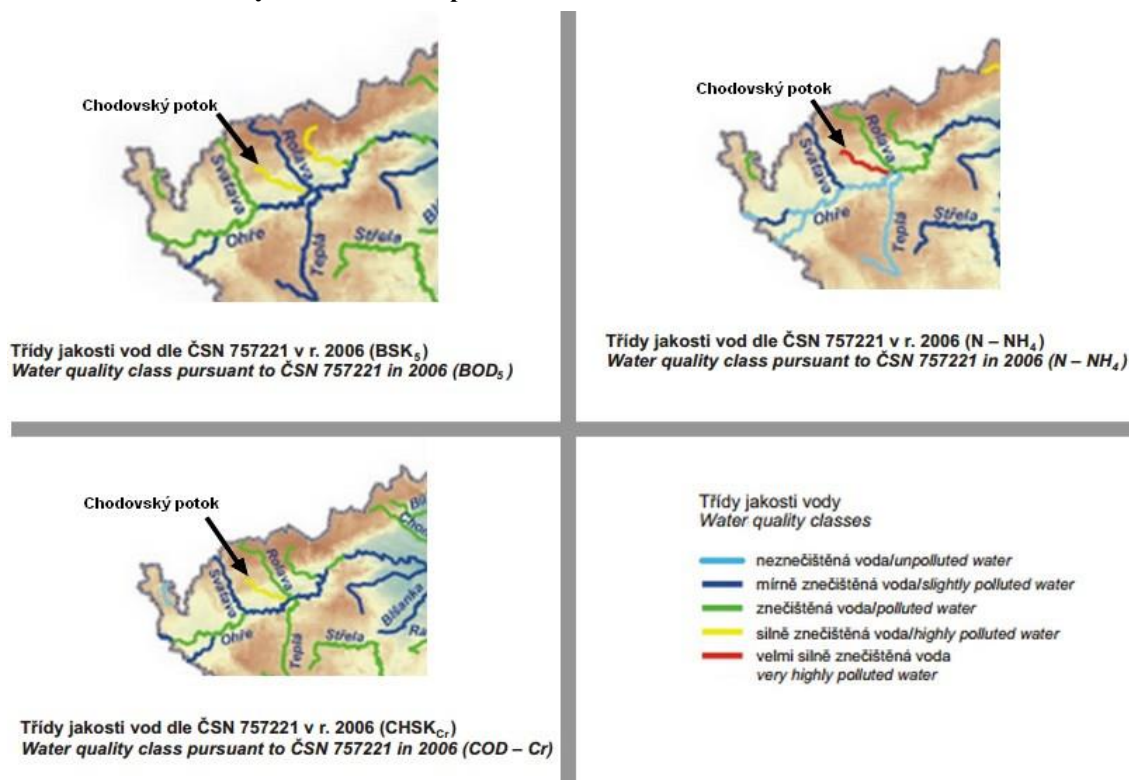 Chodovský potok
Svatava
Rolava
Ohře
Teplá
Střela
Třídy jakosti vod dle ČSN 757221 v r. 2006 (BSK5)
Water quality class pursuant to ČSN 757221 in 2006 (BOD5)
Chodovský potok
Svatava
Rolava
Ohře
Teplá
Střela
Třídy jakosti vod dle ČSN 757221 v r. 2006 (N – NH4)
Water quality class pursuant to ČSN 757221 in 2006 (N – NH4)
Chodovský potok
Svatava
Rolava
Ohře
Teplá
Střela
Blšanka
Třídy jakosti vod dle ČSN 757221 v r. 2006 (CHSKCr)
Water quality class pursuant to ČSN 757221 in 2006 (COD – Cr)
Třídy jakosti vody
Water quality classes
neznečištěná voda/unpolluted water
mírně znečištěná voda/slightly polluted water
znečištěná voda/polluted water
silně znečištěná voda/highly polluted water
velmi silně znečištěná voda
very highly polluted water